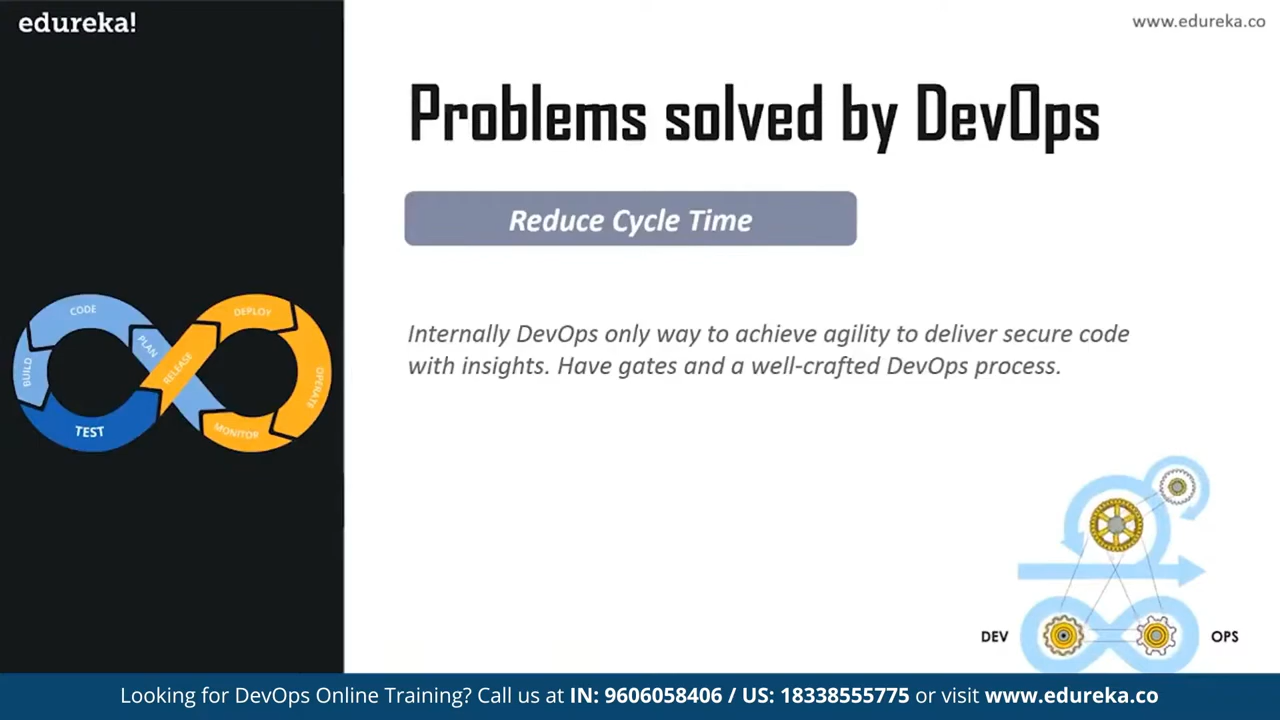 edureka!
www.edureka.co
Problems solved by DevOps
Reduce Cycle Time
Internally DevOps only way to achieve agility to deliver secure code
with insights. Have gates and a well-crafted DevOps process.
CODE
DEPLOY
BUILD
PLAN
RELEASE
OPERATE
TEST
MONITOR
DEV
OPS
Looking for DevOps Online Training? Call us at IN: 9606058406 / US: 18338555775 or visit www.edureka.co